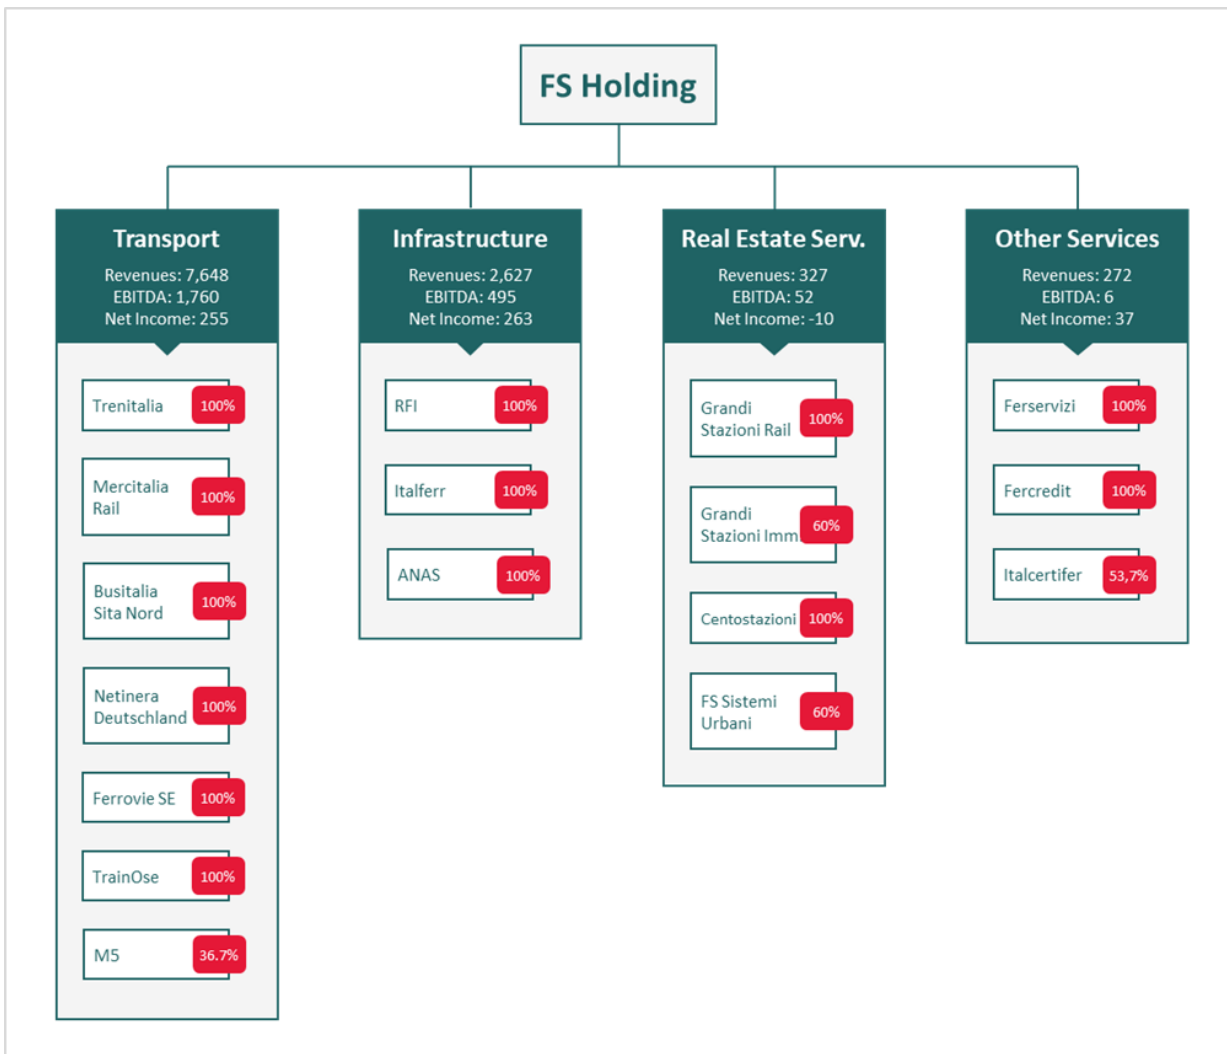 FS Holding
Transport
Revenues: 7,648
EBITDA: 1,760
Net Income: 255
Trenitalia 100%
Mercitalia
Rail
100%
Busitalia
Sita Nord
100%
Netinera
Deutschland
100%
Ferrovie SE 100%
TrainOse 100%
M5 36.7%
Infrastructure
Revenues: 2,627
EBITDA: 495
Net Income: 263
RFI 100%
Italferr 100%
ANAS 100%
Real Estate Serv.
Revenues: 327
EBITDA: 52
Net Income: -10
Grandi
Stazioni Rail
100%
Grandi
Stazioni Imm
60%
Centostazioni 100%
FS Sistemi
Urbani
60%
Other Services
Revenues: 272
EBITDA: 6
Net Income: 37
Ferservizi 100%
Fercredit 100%
Italcertifer 53,7%